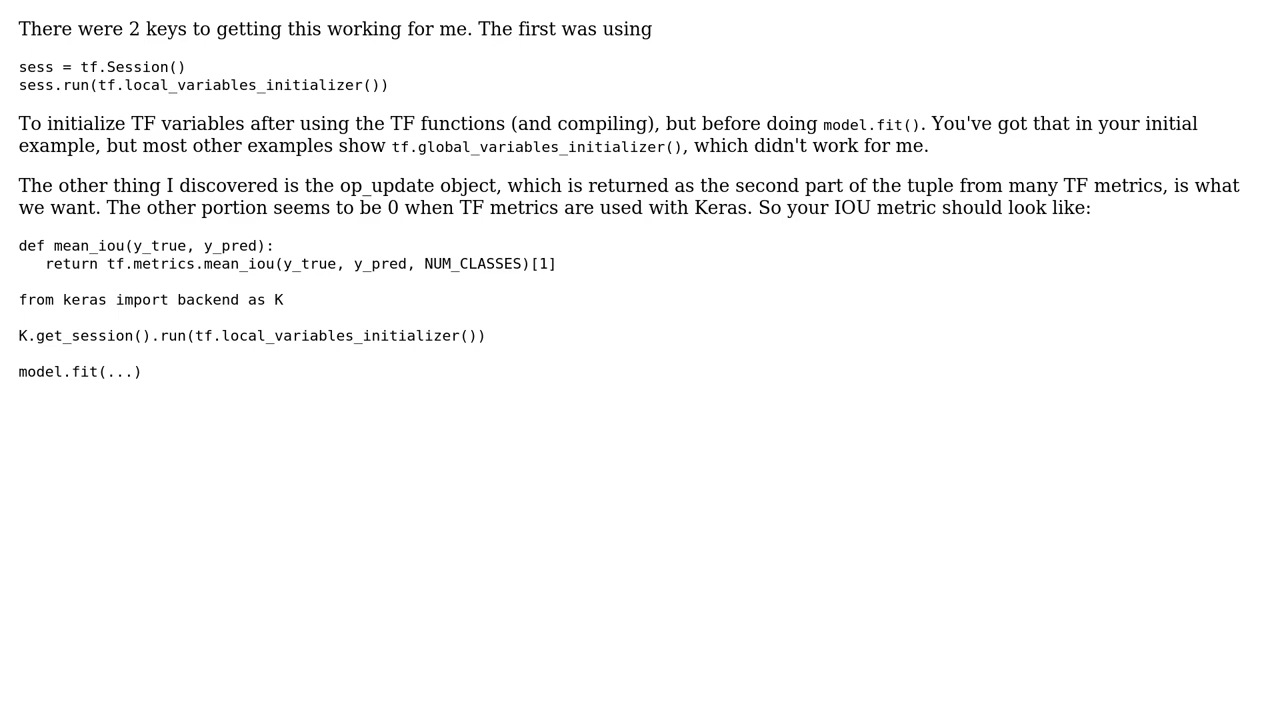 There were 2 keys to getting this working for me. The first was using
sess = tf.Session()
sess.run(tf.local_variables_initializer())
To initialize TF variables after using the TF functions (and compiling), but before doing model.fit(). You've got that in your initial
example, but most other examples show tf.global_variables_initializer(), which didn't work for me.
The other thing I discovered is the op_update object, which is returned as the second part of the tuple from many TF metrics, is what
we want. The other portion seems to be 0 when TF metrics are used with Keras. So your IOU metric should look like:
def mean_iou(y_true, y_pred):
   return tf.metrics.mean_iou(y_true, y_pred, NUM_CLASSES)[1]
from keras import backend as K
K.get_session().run(tf.local_variables_initializer())
model.fit(...)